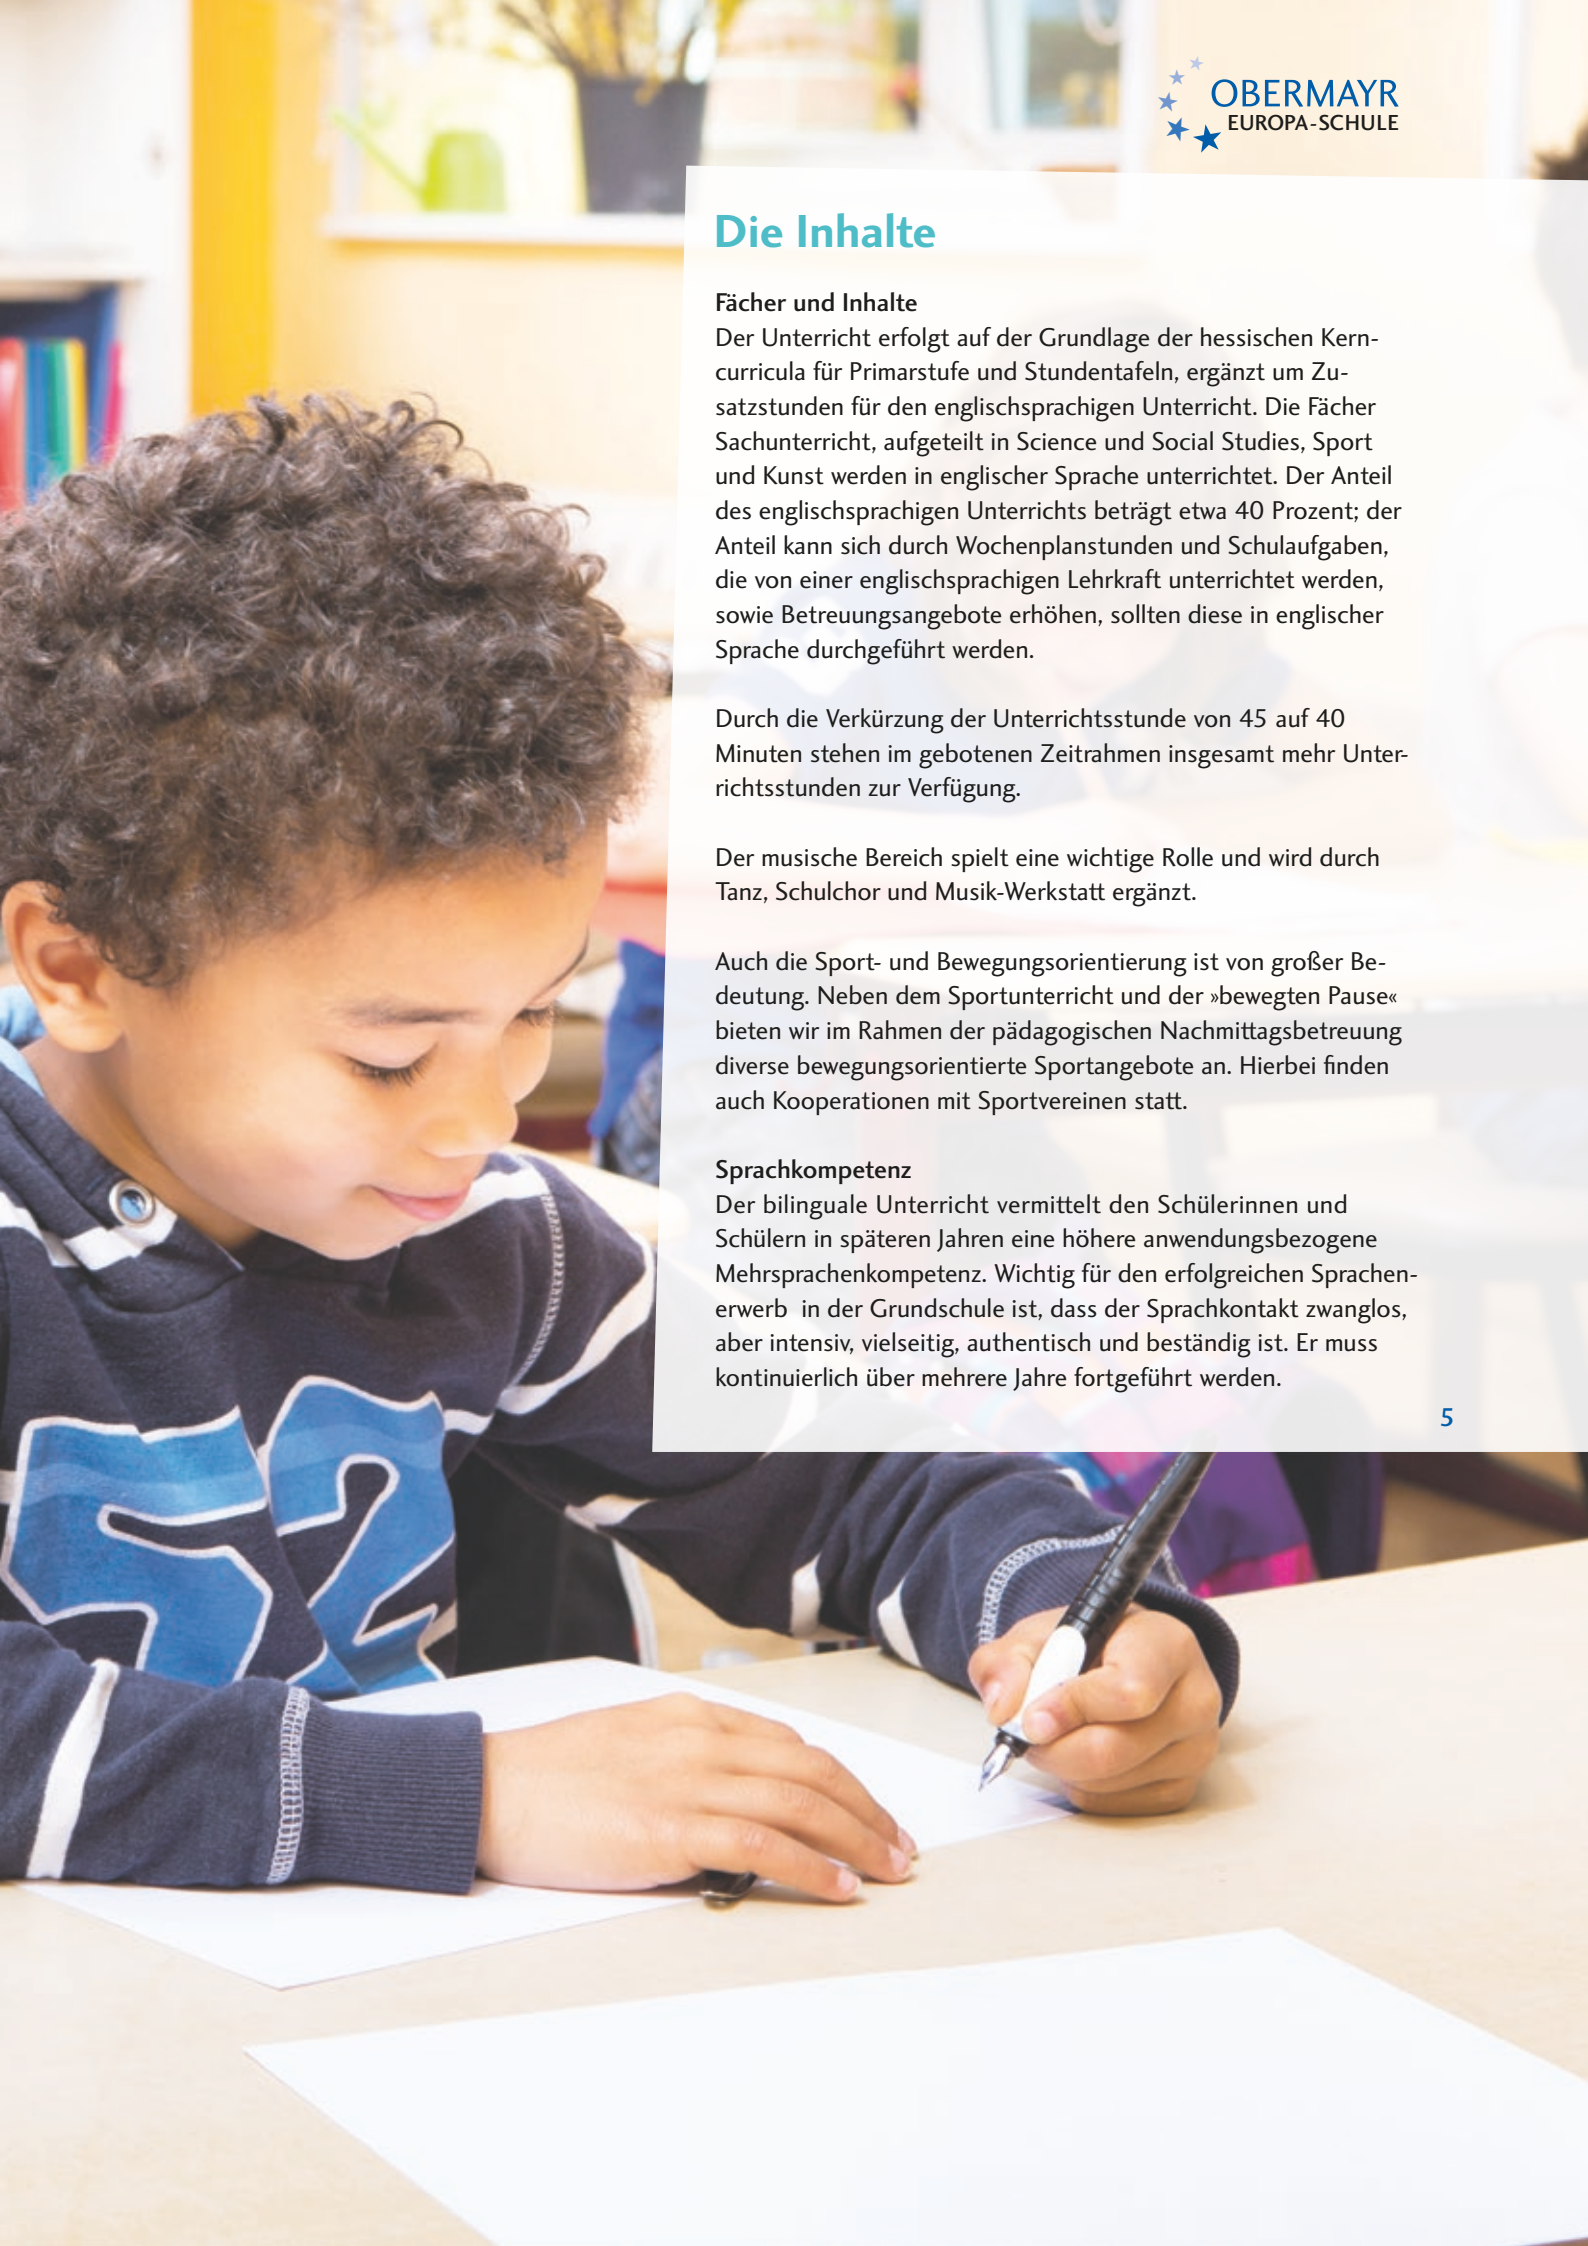 OBERMAYR
EUROPA-SCHULE
Die Inhalte
Fächer und Inhalte
Der Unterricht erfolgt auf der Grundlage der hessischen Kern-
curricula für Primarstufe und Stundentafeln, ergänzt um Zu-
satzstunden für den englischsprachigen Unterricht. Die Fächer
Sachunterricht, aufgeteilt in Science und Social Studies, Sport
und Kunst werden in englischer Sprache unterrichtet. Der Anteil
des englischsprachigen Unterrichts beträgt etwa 40 Prozent; der
Anteil kann sich durch Wochenplanstunden und Schulaufgaben,
die von einer englischsprachigen Lehrkraft unterrichtet werden,
sowie Betreuungsangebote erhöhen, sollten diese in englischer
Sprache durchgeführt werden.
Durch die Verkürzung der Unterrichtsstunde von 45 auf 40
Minuten stehen im gebotenen Zeitrahmen insgesamt mehr Unter-
richtsstunden zur Verfügung.
Der musische Bereich spielt eine wichtige Rolle und wird durch
Tanz, Schulchor und Musik-Werkstatt ergänzt.
Auch die Sport- und Bewegungsorientierung ist von großer Be-
deutung. Neben dem Sportunterricht und der »bewegten Pause«
bieten wir im Rahmen der pädagogischen Nachmittagsbetreuung
diverse bewegungsorientierte Sportangebote an. Hierbei finden
auch Kooperationen mit Sportvereinen statt.
Sprachkompetenz
Der bilinguale Unterricht vermittelt den Schülerinnen und
Schülern in späteren Jahren eine höhere anwendungsbezogene
Mehrsprachenkompetenz. Wichtig für den erfolgreichen Sprachen-
erwerb  in der Grundschule ist, dass der Sprachkontakt zwanglos,
aber intensiv, vielseitig, authentisch und beständig ist. Er muss
kontinuierlich über mehrere Jahre fortgeführt werden.
5
52